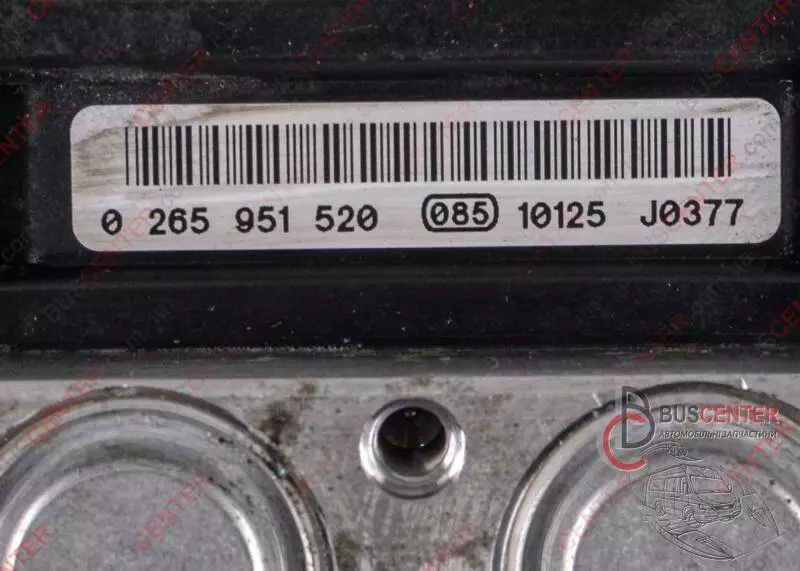 0 265 951 520 085 10125 J0377
BUSCENTER
АВТОМОБІЛЬНІ ЗАПЧАСТИНИ